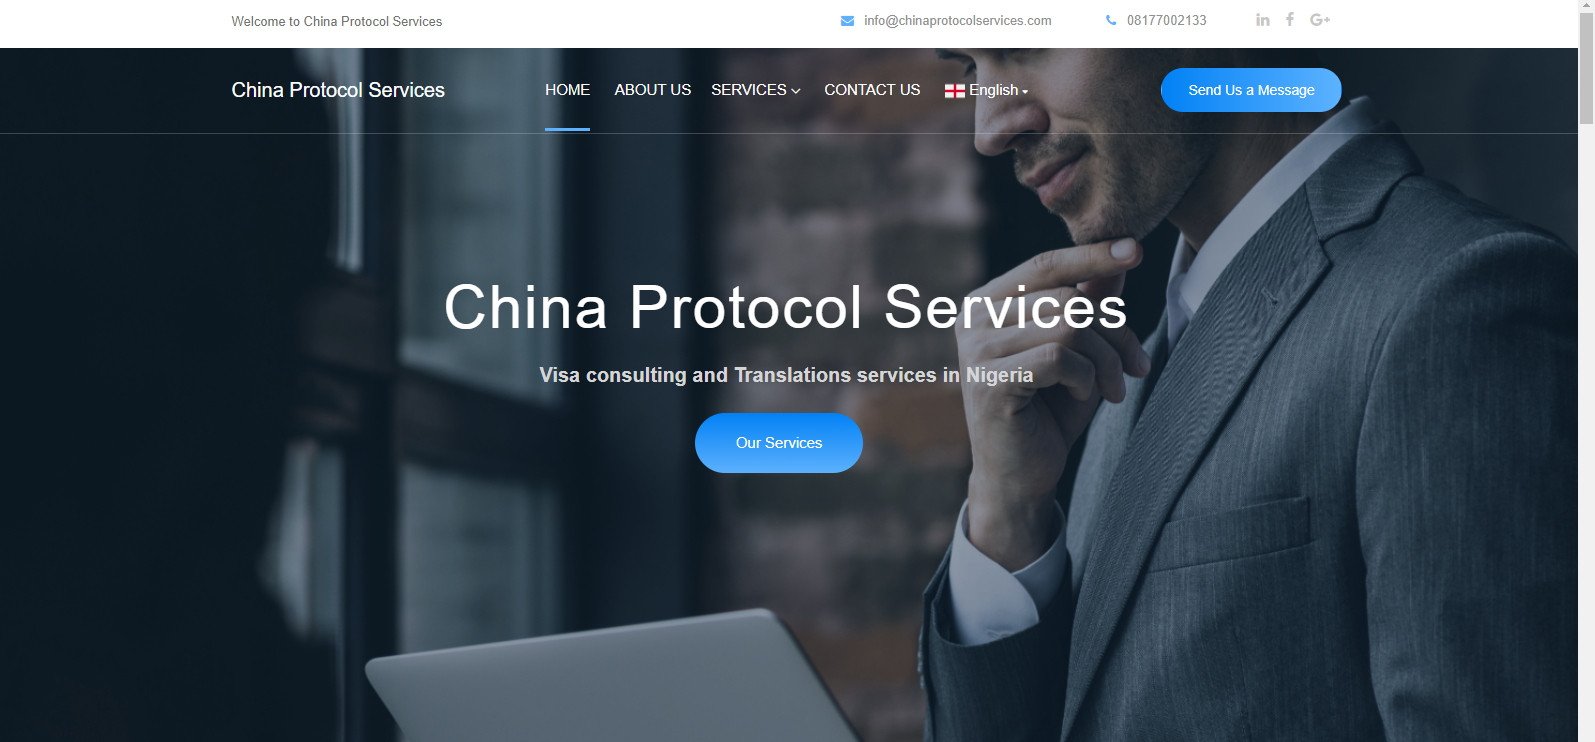 Welcome to China Protocol Services
info@chinaprotocolservices.com
08177002133
China Protocol Services
HOME
ABOUT US
SERVICES
CONTACT US
English
Send Us a Message
China Protocol Services
Visa consulting and Translations services in Nigeria
Our Services